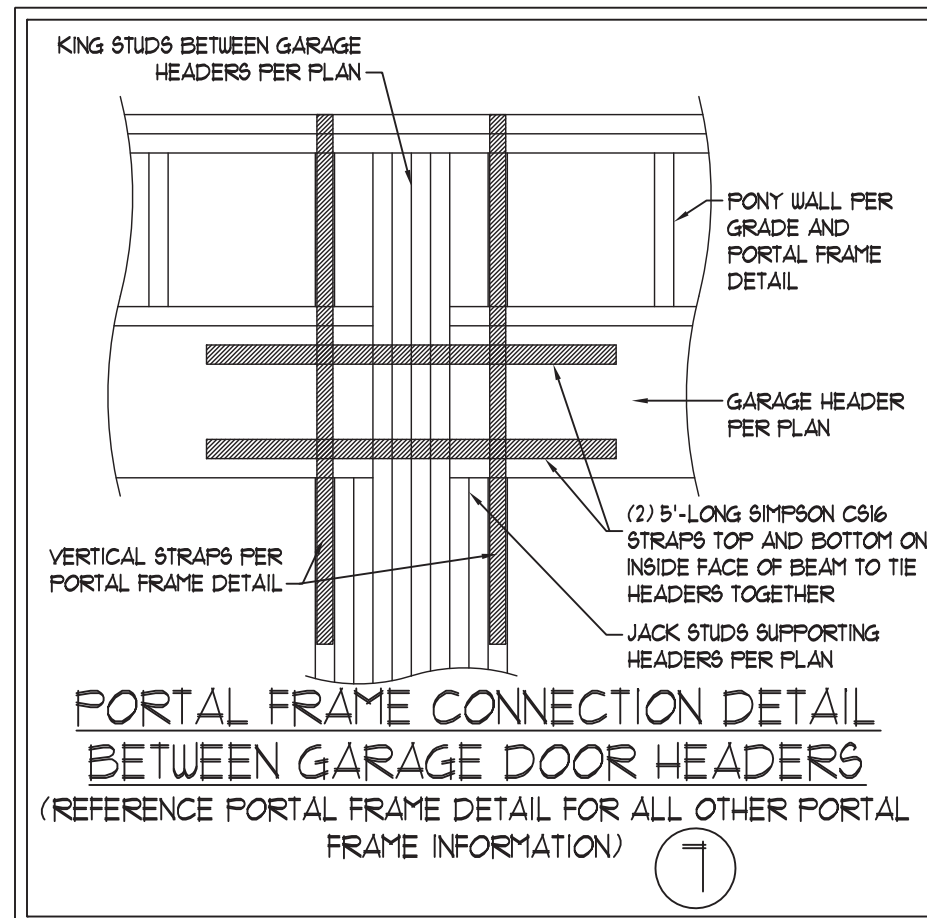 KING STUDS BETWEEN GARAGE
HEADERS PER PLAN
PONY WALL PER
GRADE AND
PORTAL FRAME
DETAIL
GARAGE HEADER
PER PLAN
(2) 5'-LONG SIMPSON CS16
STRAPS TOP AND BOTTOM ON
INSIDE FACE OF BEAM TO TIE
HEADERS TOGETHER
VERTICAL STRAPS PER
PORTAL FRAME DETAIL
JACK STUDS SUPPORTING
HEADERS PER PLAN
PORTAL FRAME CONNECTION DETAIL
BETWEEN GARAGE DOOR HEADERS
(REFERENCE PORTAL FRAME DETAIL FOR ALL OTHER PORTAL
FRAME INFORMATION)
7